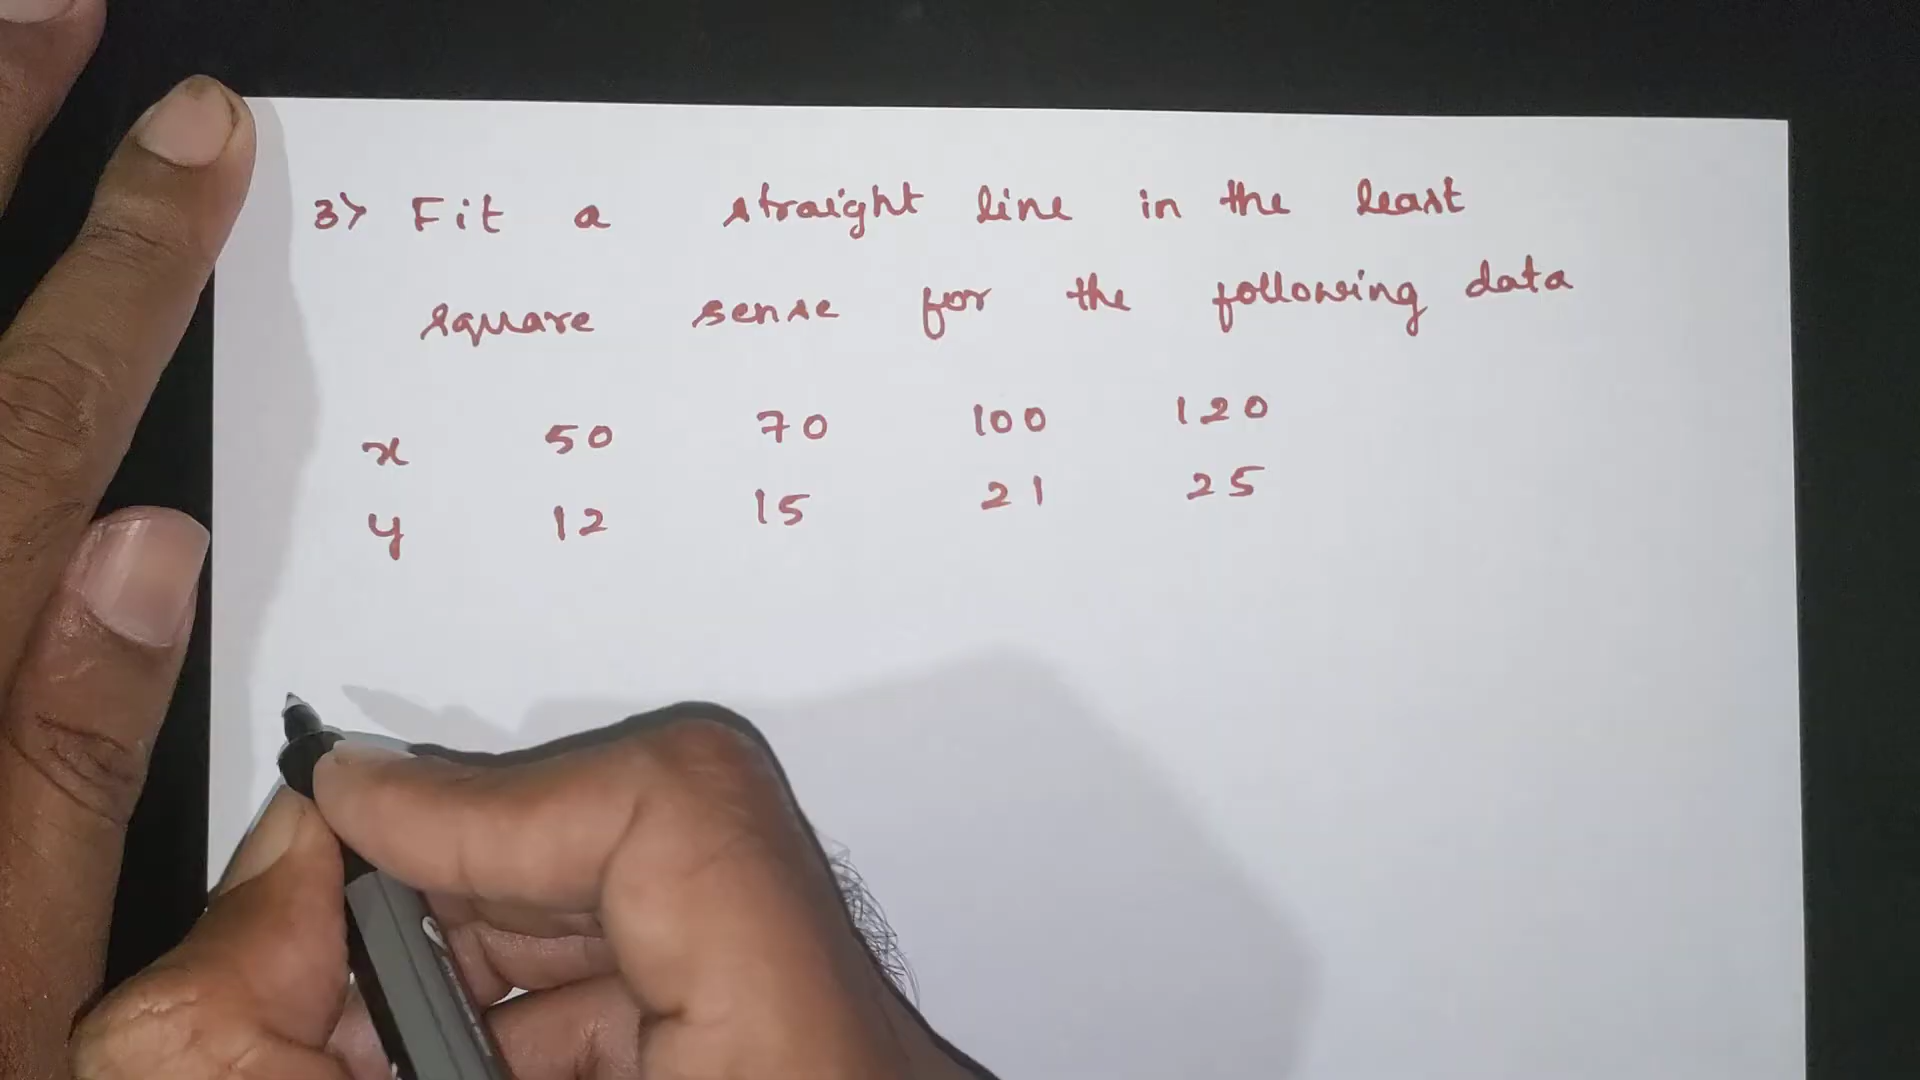 3> Fit a straight line in the least
square sense for the following data
x 50 70 100 120
y 12 15 21 25